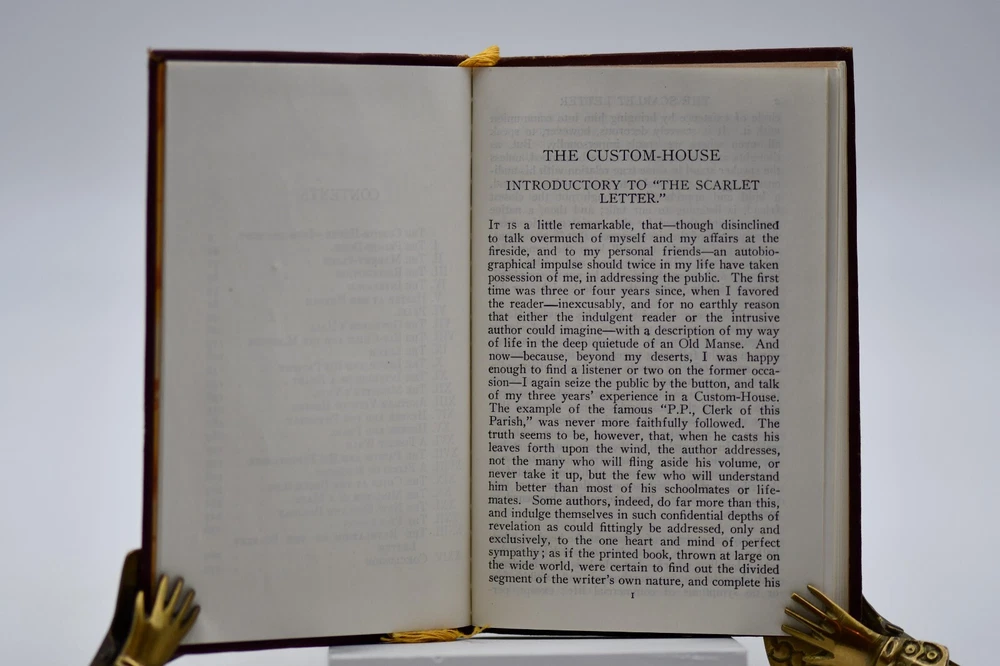 THE CUSTOM-HOUSE
INTRODUCTORY TO “THE SCARLET
LETTER.”
IT IS a little remarkable, that—though disinclined
to talk overmuch of myself and my affairs at the
fireside, and to my personal friends—an autobio-
graphical impulse should twice in my life have taken
possession of me, in addressing the public. The first
time was three or four years since, when I favored
the reader—inexcusably, and for no earthly reason
that either the indulgent reader or the intrusive
author could imagine—with a description of my way
of life in the deep quietude of an Old Manse. And
now—because, beyond my deserts, I was happy
enough to find a listener or two on the former occa-
sion—I again seize the public by the button, and talk
of my three years’ experience in a Custom-House.
The example of the famous “P.P., Clerk of this
Parish,” was never more faithfully followed. The
truth seems to be, however, that, when he casts his
leaves forth upon the wind, the author addresses,
not the many who will fling aside his volume, or
never take it up, but the few who will understand
him better than most of his schoolmates or life-
mates. Some authors, indeed, do far more than this,
and indulge themselves in such confidential depths of
revelation as could fittingly be addressed, only and
exclusively, to the one heart and mind of perfect
sympathy; as if the printed book, thrown at large on
the wide world, were certain to find out the divided
segment of the writer’s own nature, and complete his
1